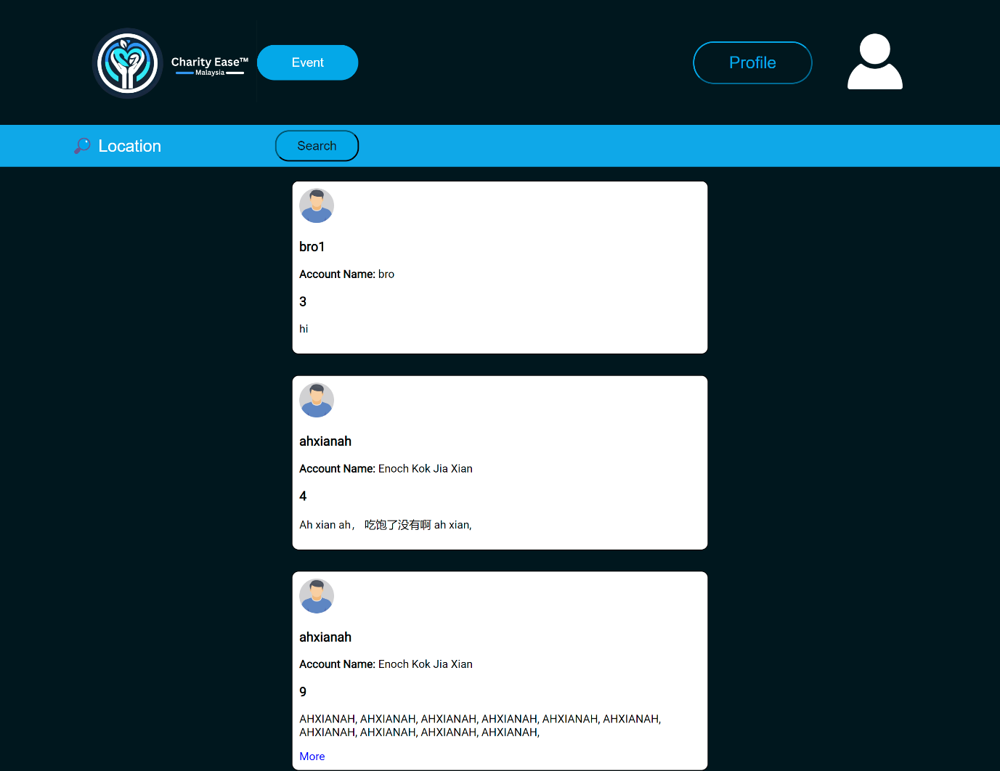 Charity Ease™
Malaysia
Event
Profile
Location
Search
bro1
Account Name: bro
3
hi
ahxianah
Account Name: Enoch Kok Jia Xian
4
Ah xian ah， 吃饱了没有啊 ah xian,
ahxianah
Account Name: Enoch Kok Jia Xian
9
AHXIANAH, AHXIANAH, AHXIANAH, AHXIANAH, AHXIANAH, AHXIANAH,
AHXIANAH, AHXIANAH, AHXIANAH, AHXIANAH,
More